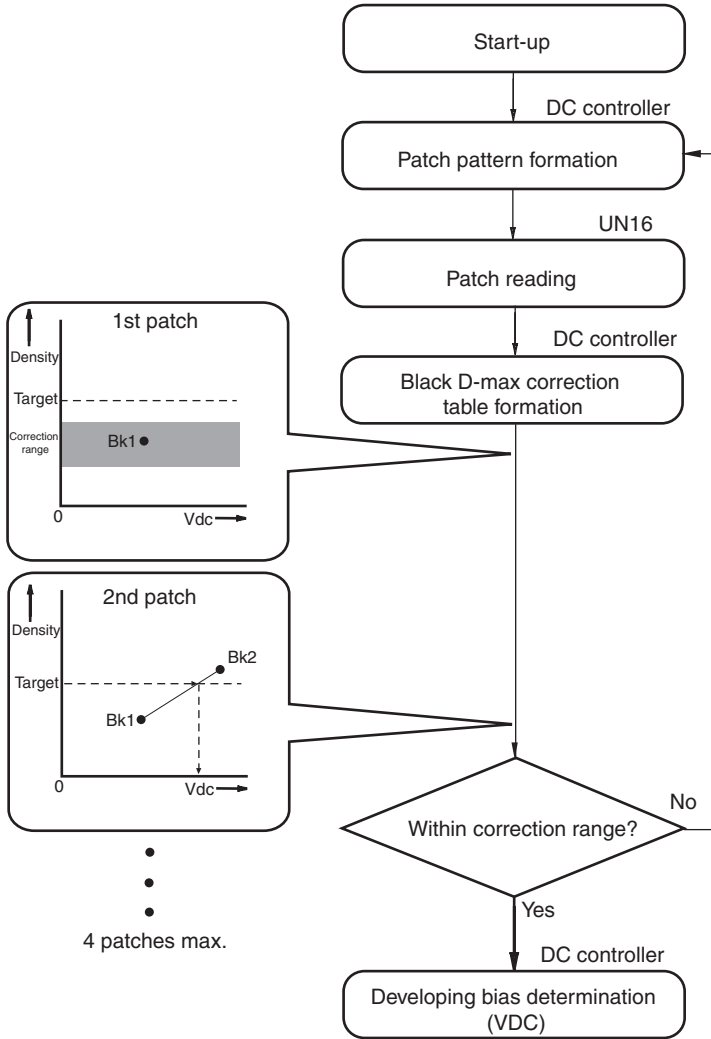 Start-up
DC controller
Patch pattern formation
UN16
Patch reading
DC controller
Black D-max correction
table formation
1st patch
Density
Target
Correction
range
Bk1
0
Vdc
2nd patch
Density
Bk2
Target
Bk1
0
Vdc
4 patches max.
Within correction range?
No
Yes
DC controller
Developing bias determination
(VDC)